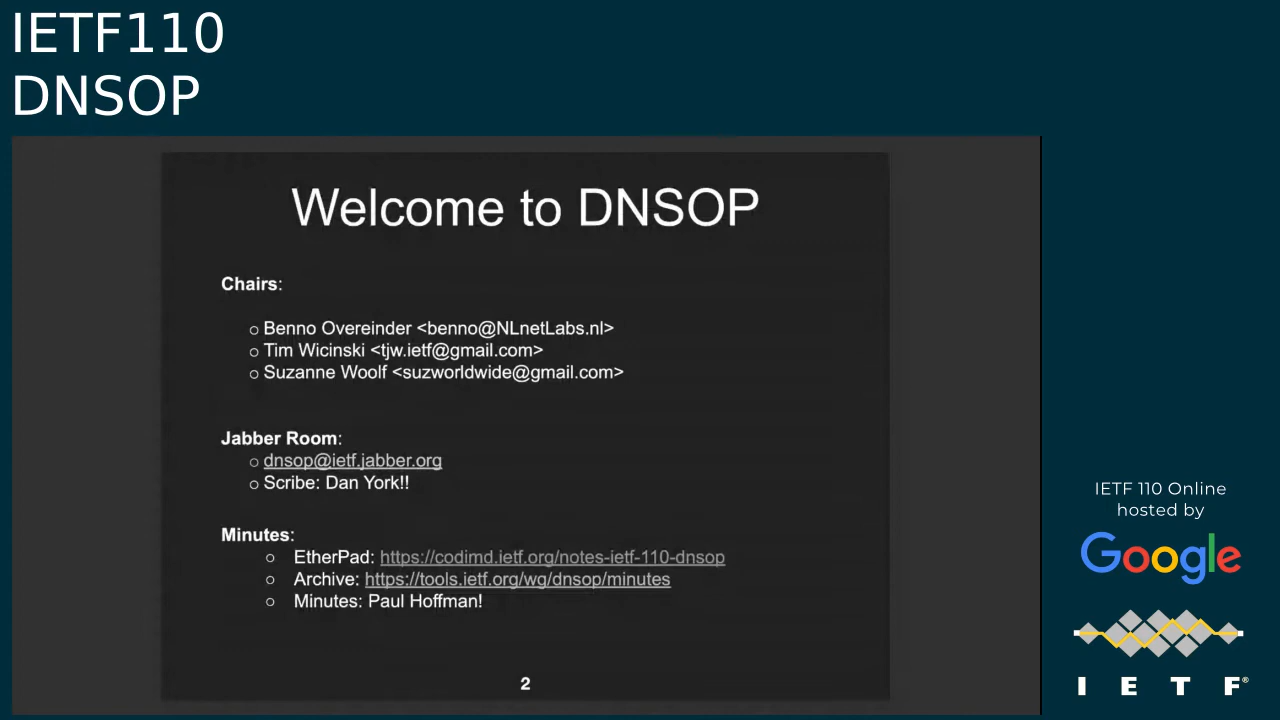 IETF110
DNSOP
Welcome to DNSOP
Chairs:
○ Benno Overeinder <benno@NLnetLabs.nl>
○ Tim Wicinski <tjw.ietf@gmail.com>
○ Suzanne Woolf <suzworldwide@gmail.com>
Jabber Room:
○ dnsop@ietf.jabber.org
○ Scribe: Dan York!!
Minutes:
○ EtherPad: https://codimd.ietf.org/notes-ietf-110-dnsop
○ Archive: https://tools.ietf.org/wg/dnsop/minutes
○ Minutes: Paul Hoffman!
2
IETF 110 Online
hosted by
Google
I E T F®